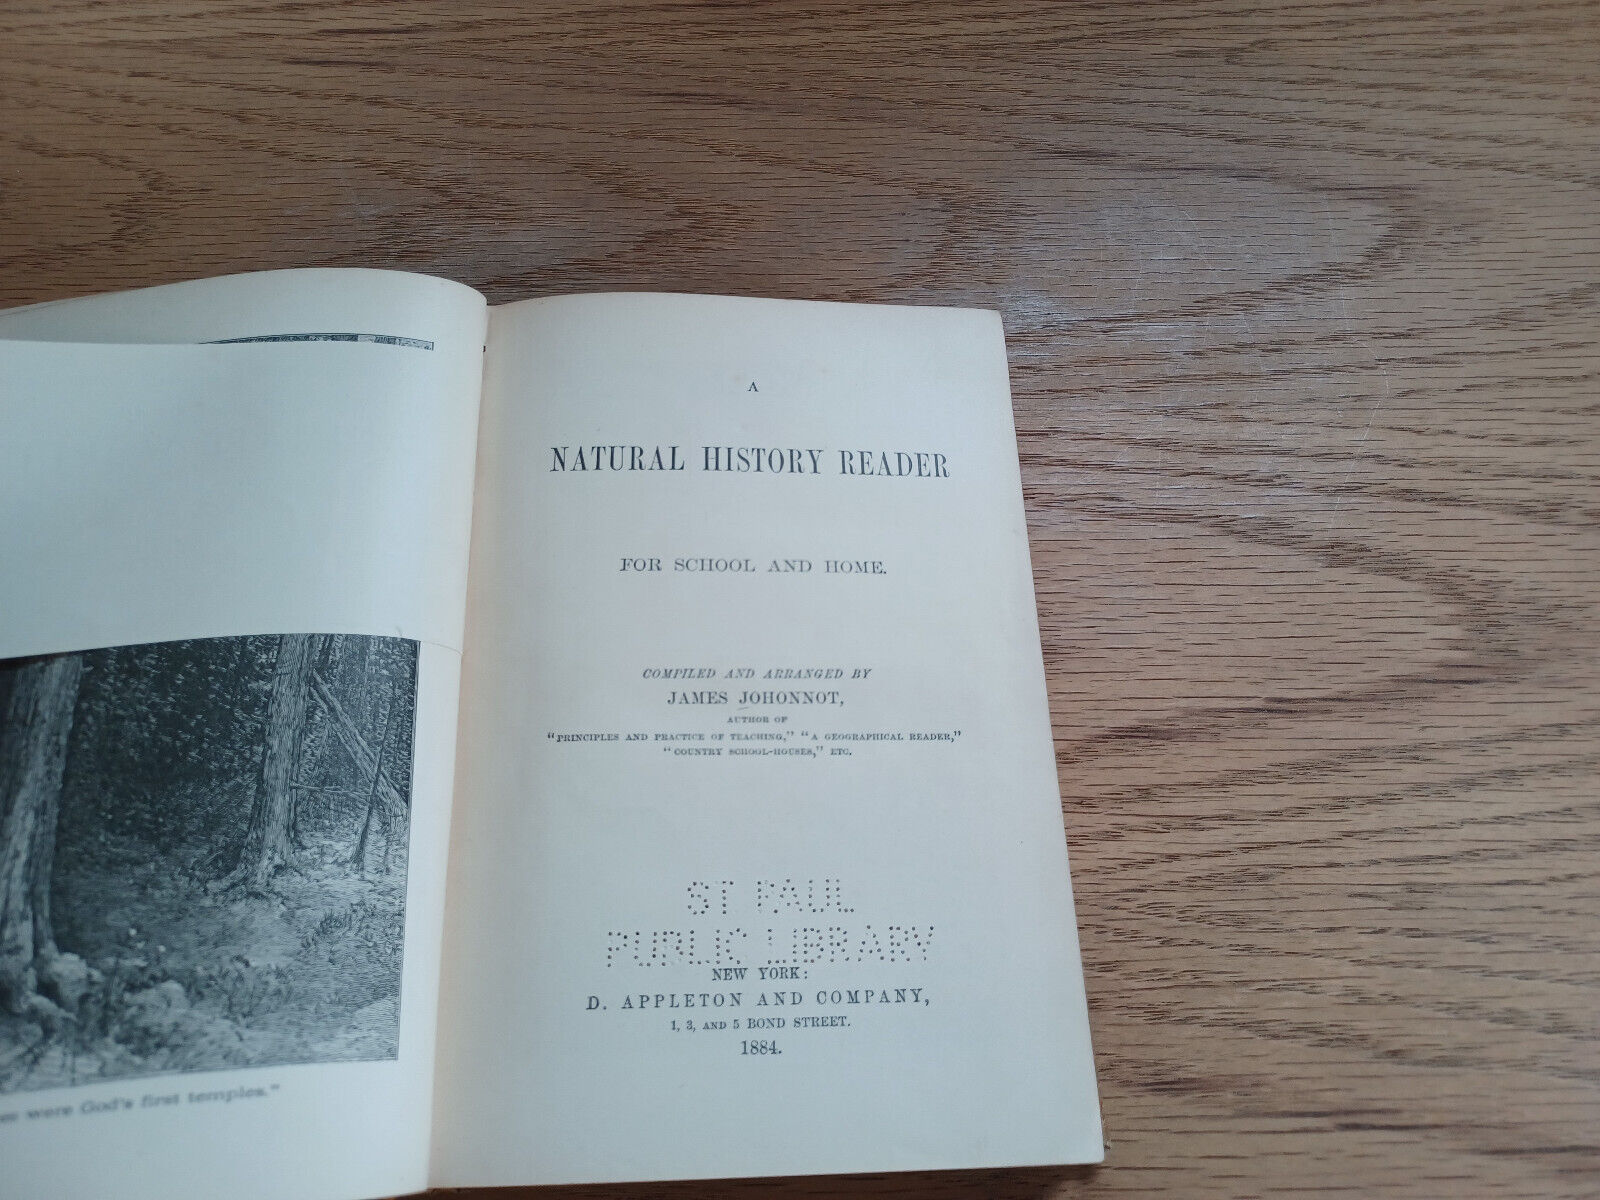 were God's first temples."
A
NATURAL HISTORY READER
FOR SCHOOL AND HOME.
COMPILED AND ARRANGED BY
JAMES JOHONNOT,
AUTHOR OF
"PRINCIPLES AND PRACTICE OF TEACHING," "A GEOGRAPHICAL READER,"
"COUNTRY SCHOOL-HOUSES," ETC.
ST. PAUL
PUBLIC LIBRARY
NEW YORK:
D. APPLETON AND COMPANY,
1, 3, AND 5 BOND STREET.
1884.